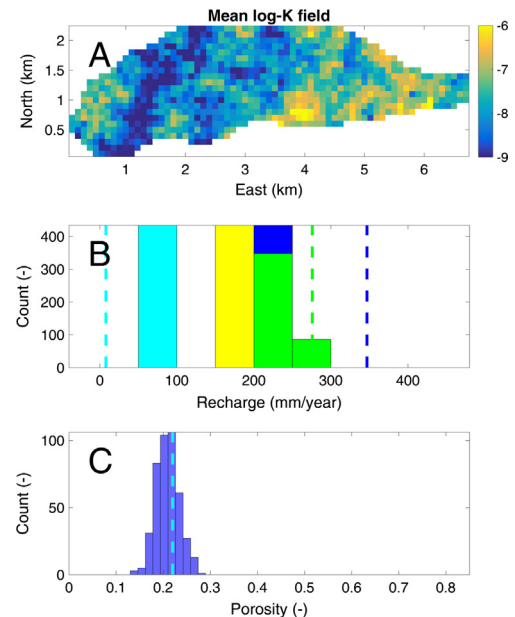 Mean log-K field
A
North (km)
2
1.5
1
0.5
1 2 3 4 5 6
East (km)
-6
-7
-8
-9
B
Count (-)
400
300
200
100
0
0 100 200 300 400
Recharge (mm/year)
C
Count (-)
100
50
0
0 0.1 0.2 0.3 0.4 0.5 0.6 0.7 0.8
Porosity (-)